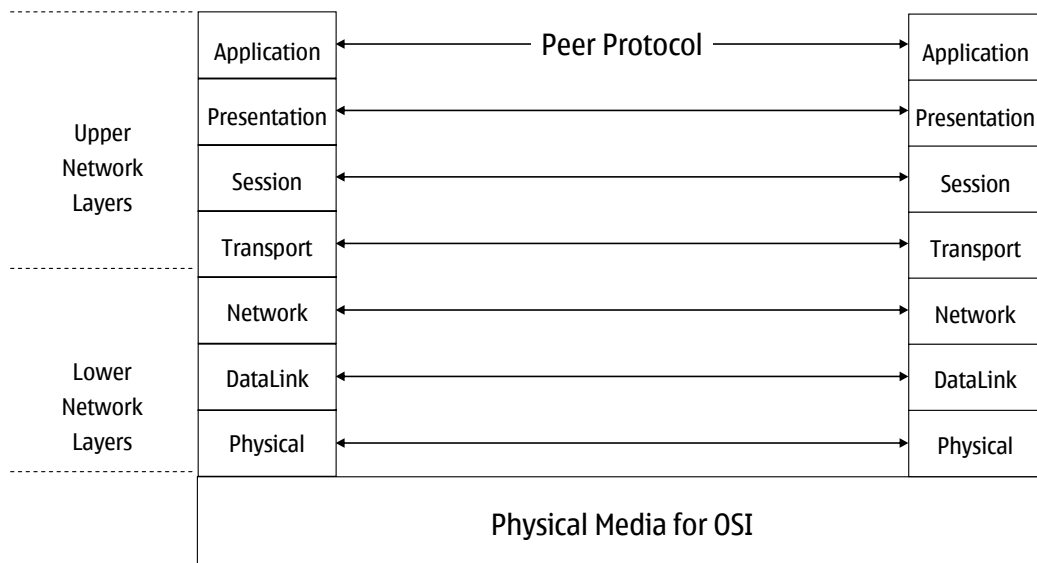 Application
Peer Protocol
Application
Presentation
Presentation
Upper
Network
Layers
Session
Session
Transport
Transport
Network
Network
Lower
Network
Layers
DataLink
DataLink
Physical
Physical
Physical Media for OSI